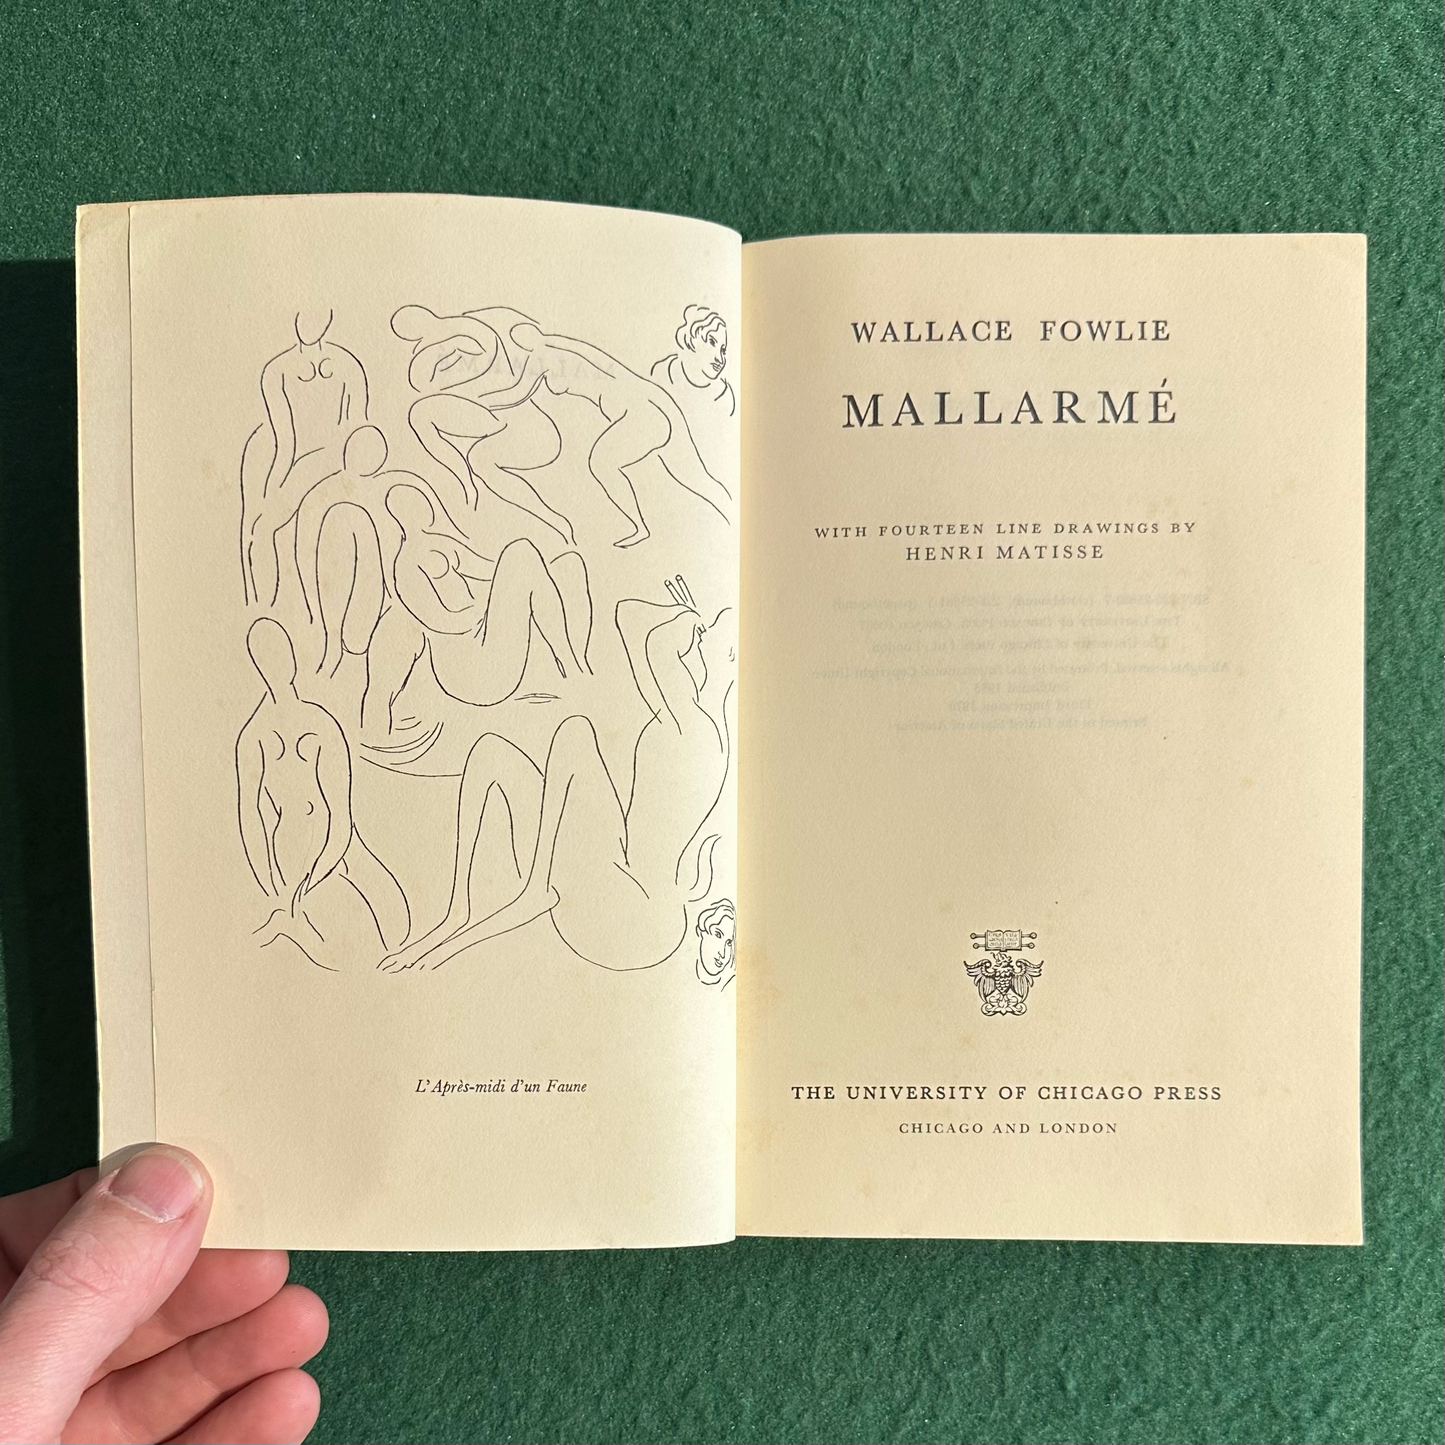 L'Après-midi d'un Faune
WALLACE FOWLIE
MALLARMÉ
WITH FOURTEEN LINE DRAWINGS BY
HENRI MATISSE
THE UNIVERSITY OF CHICAGO PRESS
CHICAGO AND LONDON